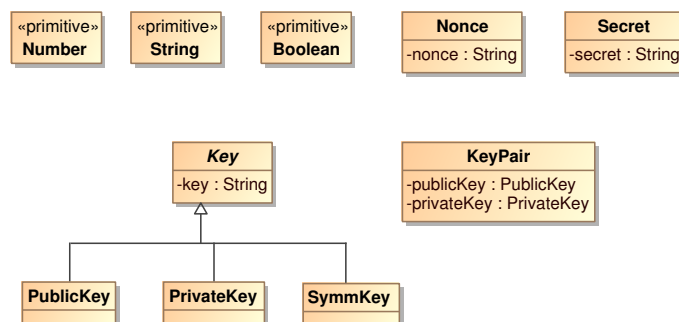 «primitive»
Number
«primitive»
String
«primitive»
Boolean
Nonce
-nonce : String
Secret
-secret : String
Key
-key : String
KeyPair
-publicKey : PublicKey
-privateKey : PrivateKey
PublicKey
PrivateKey
SymmKey